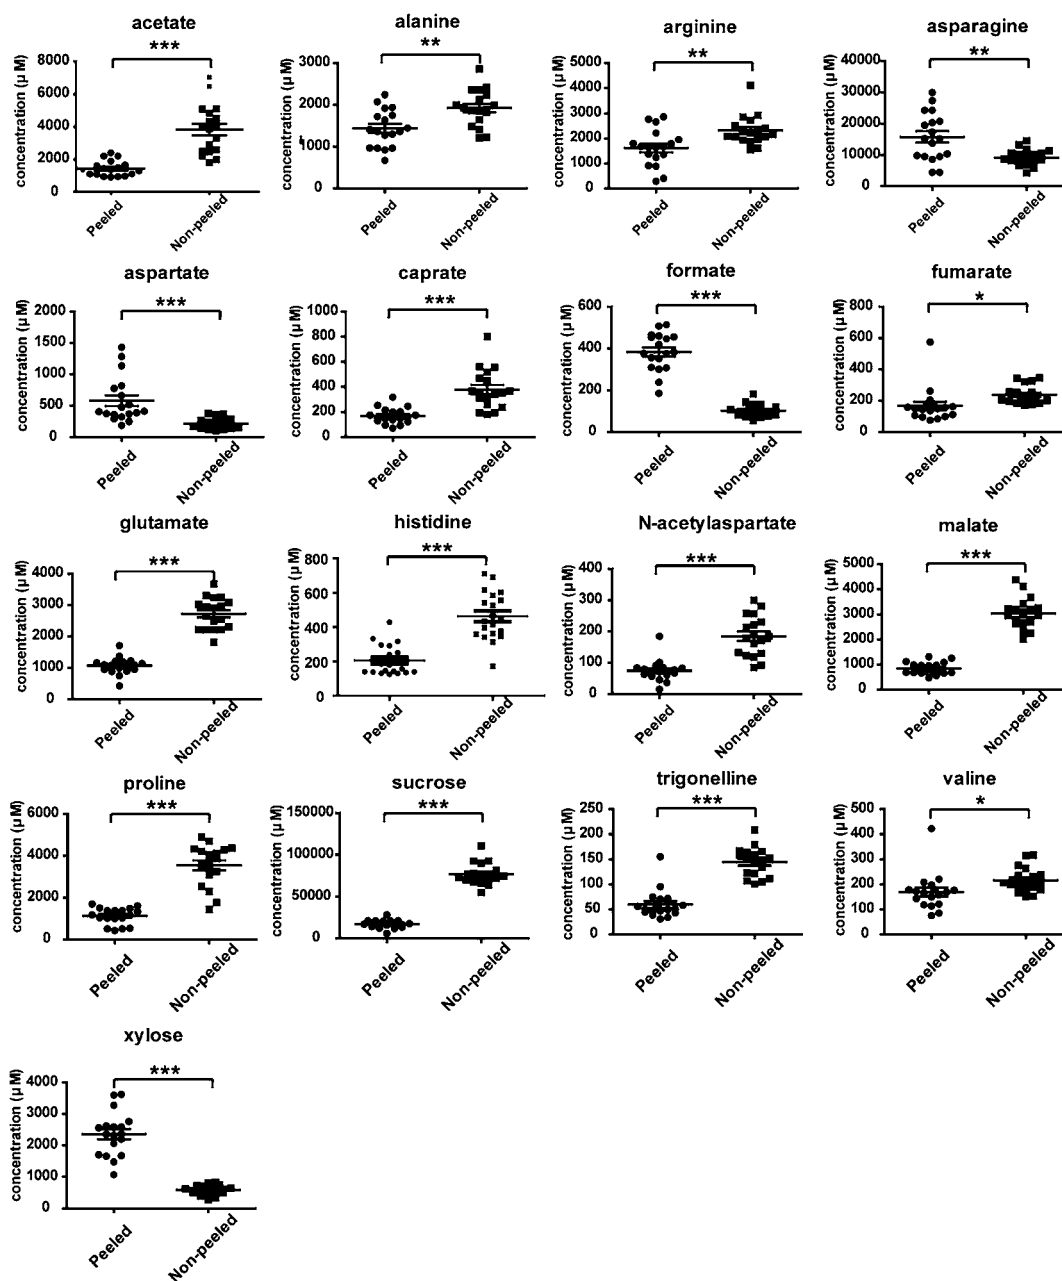 acetate
***
concentration (µM)
8000
6000
4000
2000
0
Peeled
Non-peeled
alanine
**
concentration (µM)
3000
2000
1000
0
Peeled
Non-peeled
arginine
**
concentration (µM)
5000
4000
3000
2000
1000
0
Peeled
Non-peeled
asparagine
**
concentration (µM)
40000
30000
20000
10000
0
Peeled
Non-peeled
aspartate
***
concentration (µM)
2000
1500
1000
500
0
Peeled
Non-peeled
caprate
***
concentration (µM)
1000
800
600
400
200
0
Peeled
Non-peeled
formate
***
concentration (µM)
600
400
200
0
Peeled
Non-peeled
fumarate
*
concentration (µM)
800
600
400
200
0
Peeled
Non-peeled
glutamate
***
concentration (µM)
4000
3000
2000
1000
0
Peeled
Non-peeled
histidine
***
concentration (µM)
800
600
400
200
0
Peeled
Non-peeled
N-acetylaspartate
***
concentration (µM)
400
300
200
100
0
Peeled
Non-peeled
malate
***
concentration (µM)
5000
4000
3000
2000
1000
0
Peeled
Non-peeled
proline
***
concentration (µM)
6000
4000
2000
0
Peeled
Non-peeled
sucrose
***
concentration (µM)
150000
100000
50000
0
Peeled
Non-peeled
trigonelline
***
concentration (µM)
250
200
150
100
50
0
Peeled
Non-peeled
valine
*
concentration (µM)
500
400
300
200
100
0
Peeled
Non-peeled
xylose
***
concentration (µM)
4000
3000
2000
1000
0
Peeled
Non-peeled